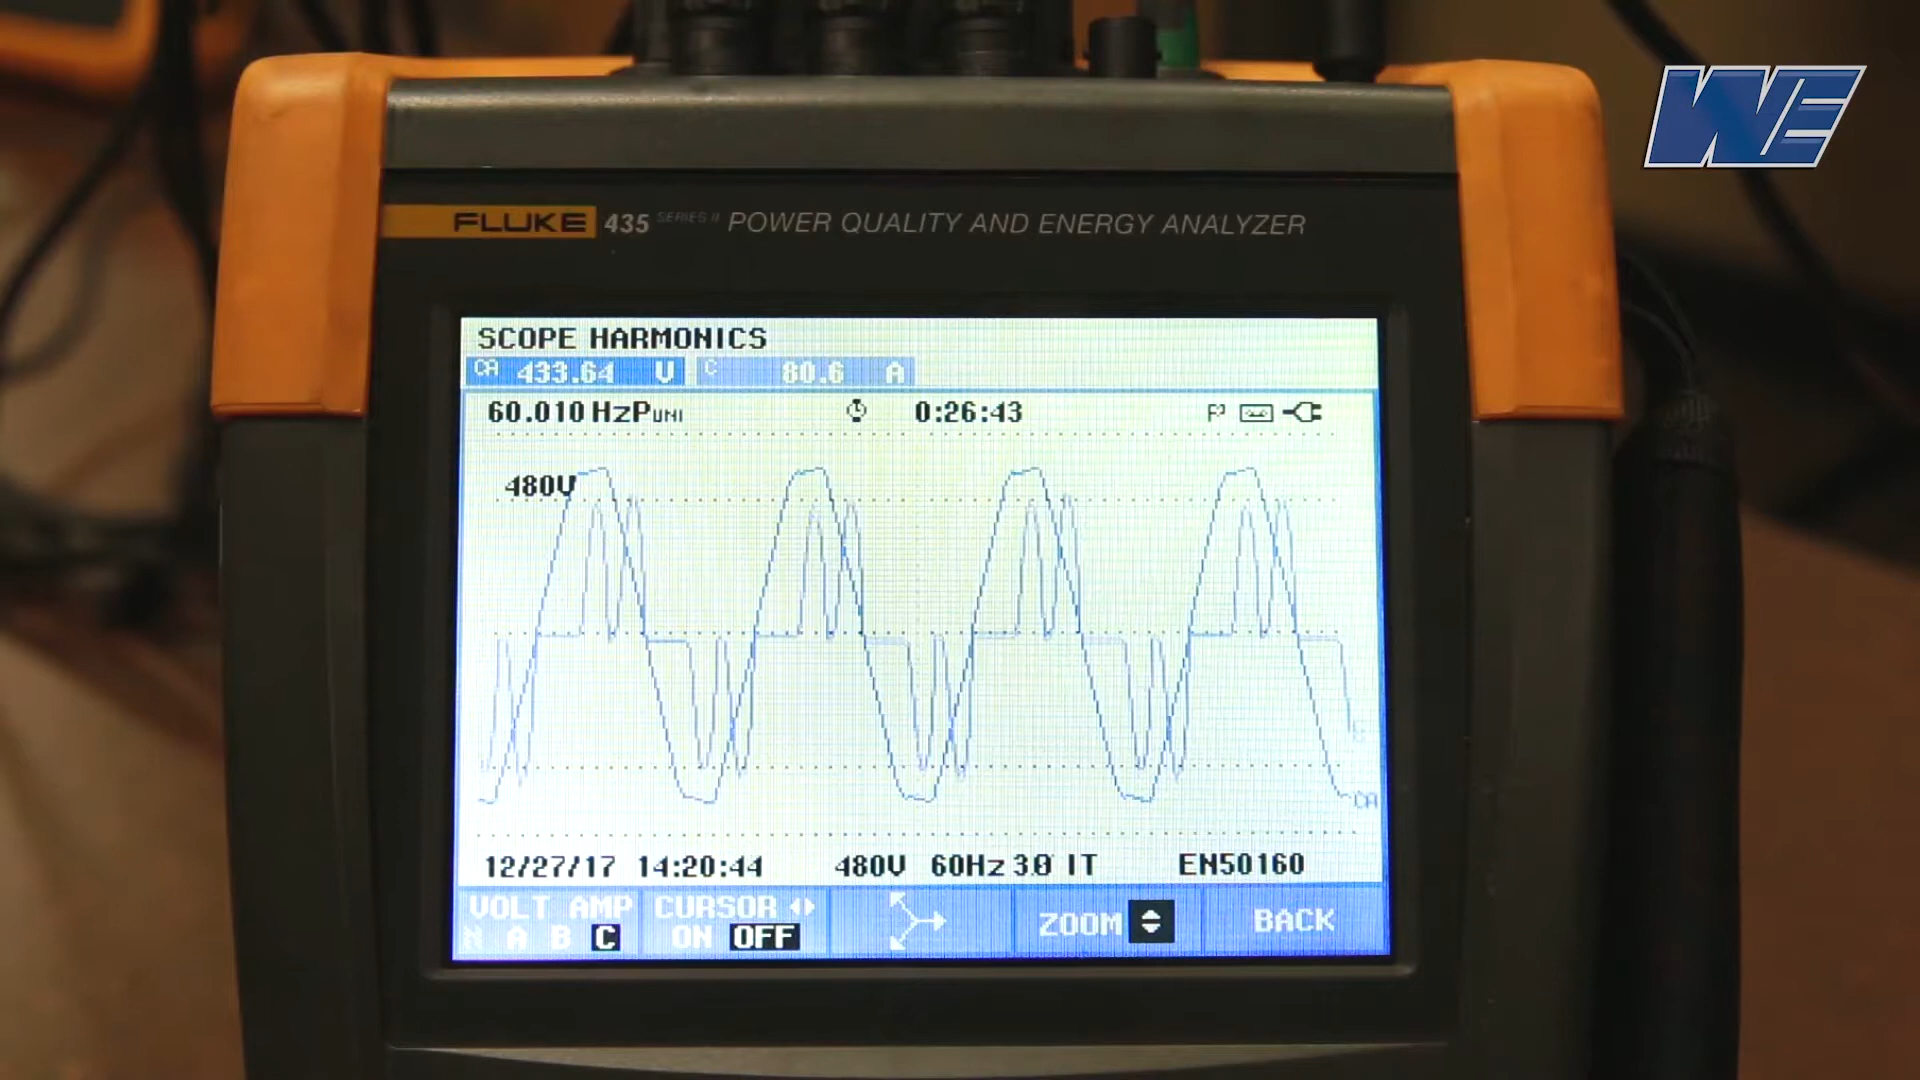 WE
FLUKE 435 SERIES II POWER QUALITY AND ENERGY ANALYZER
SCOPE HARMONICS
CA 433.64 V C 80.6 A
60.010 HzPUNI 0:26:43
480V
C
CA
12/27/17 14:20:44 480V 60Hz 3Ø IT EN50160
VOLT AMP CURSOR ZOOM BACK
N A B C ON OFF